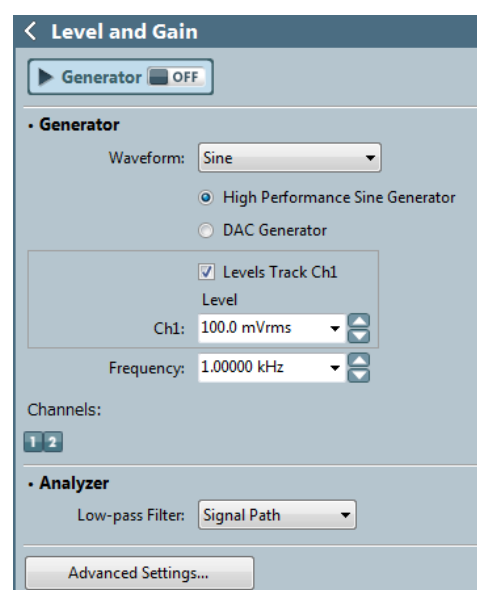 Level and Gain
Generator OFF
Generator
Waveform: Sine
High Performance Sine Generator
DAC Generator
Levels Track Ch1
Level
Ch1: 100.0 mVrms
Frequency: 1.00000 kHz
Channels:
1 2
Analyzer
Low-pass Filter: Signal Path
Advanced Settings...